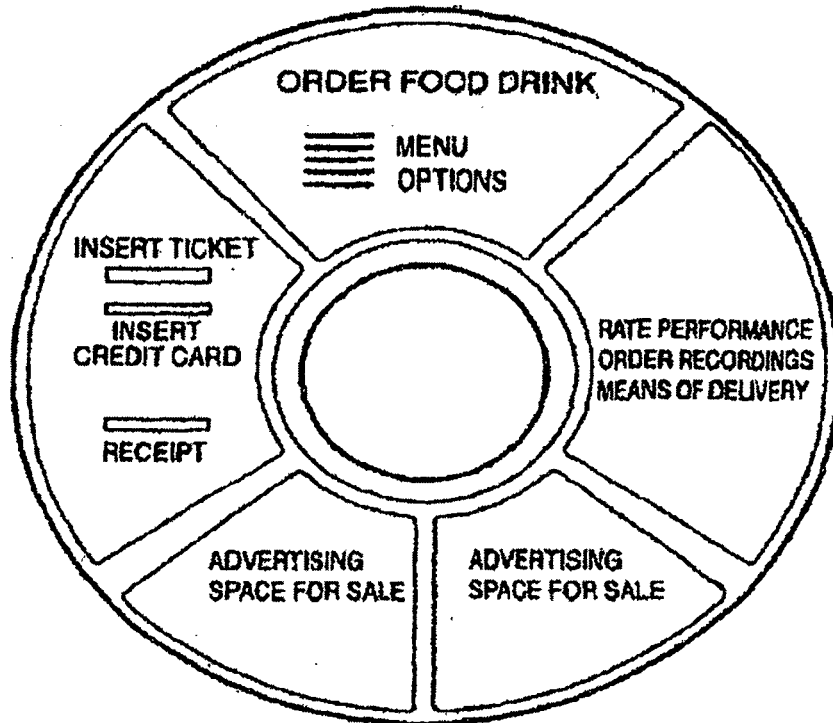 ORDER FOOD DRINK
MENU
OPTIONS
INSERT TICKET
INSERT
CREDIT CARD
RECEIPT
RATE PERFORMANCE
ORDER RECORDINGS
MEANS OF DELIVERY
ADVERTISING
SPACE FOR SALE
ADVERTISING
SPACE FOR SALE